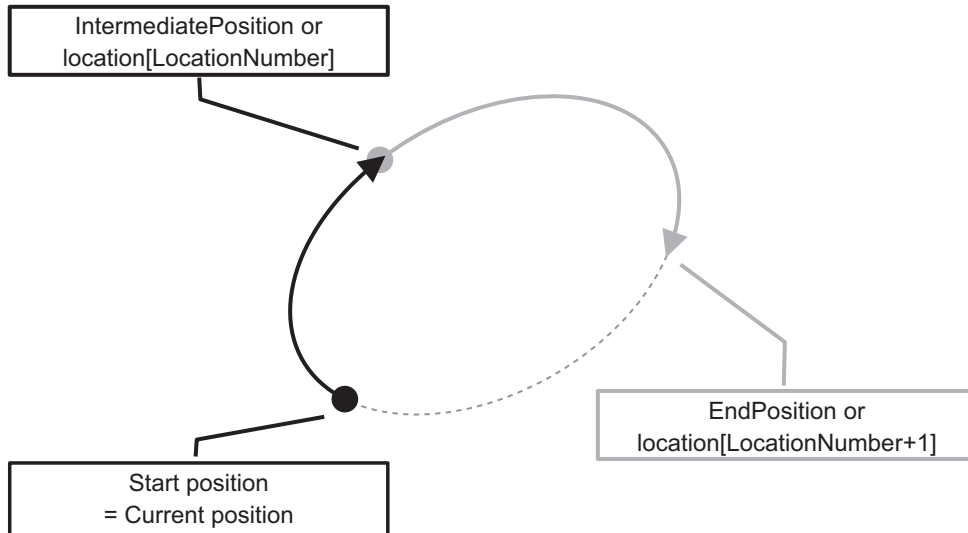 IntermediatePosition or
location[LocationNumber]
EndPosition or
location[LocationNumber+1]
Start position
= Current position